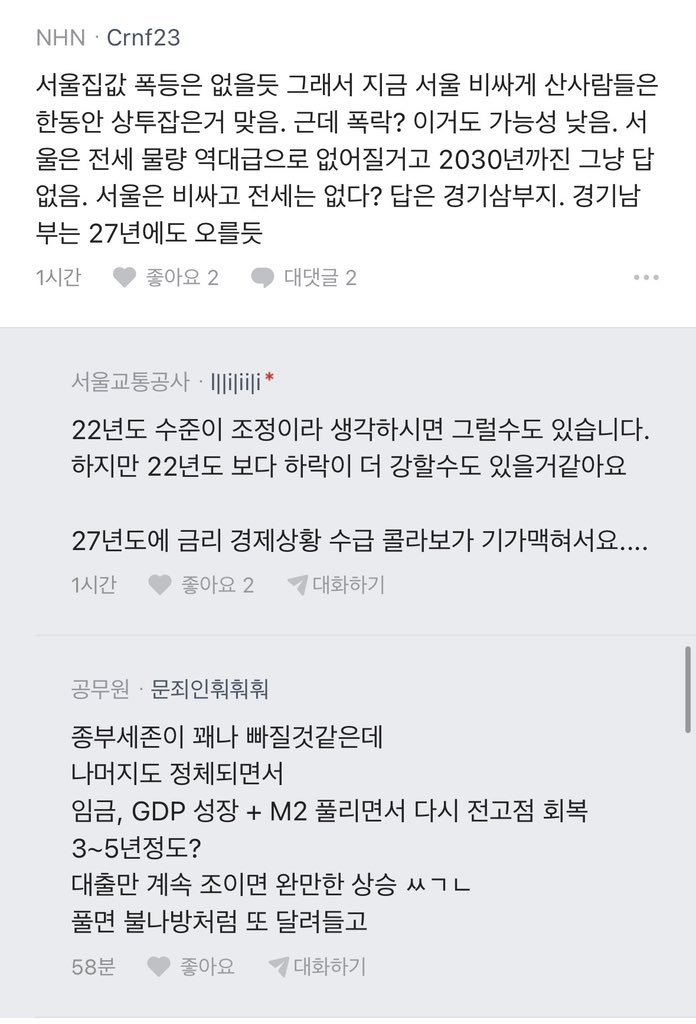 NHN · Crnf23
서울집값 폭등은 없을듯 그래서 지금 서울 비싸게 산사람들은
한동안 상투잡은거 맞음. 근데 폭락? 이거도 가능성 낮음. 서
울은 전세 물량 역대급으로 없어질거고 2030년까진 그냥 답
없음. 서울은 비싸고 전세는 없다? 답은 경기삼부지. 경기남
부는 27년에도 오를듯
1시간 좋아요 2 대댓글 2
서울교통공사 · l||i|ii|i*
22년도 수준이 조정이라 생각하시면 그럴수도 있습니다.
하지만 22년도 보다 하락이 더 강할수도 있을거같아요
27년도에 금리 경제상황 수급 콜라보가 기가맥혀서요....
1시간 좋아요 2 대화하기
공무원 · 문죄인훠훠훠
종부세존이 꽤나 빠질것같은데
나머지도 정체되면서
임금, GDP 성장 + M2 풀리면서 다시 전고점 회복
3~5년정도?
대출만 계속 조이면 완만한 상승 ㅆㄱㄴ
풀면 불나방처럼 또 달려들고
58분 좋아요 대화하기